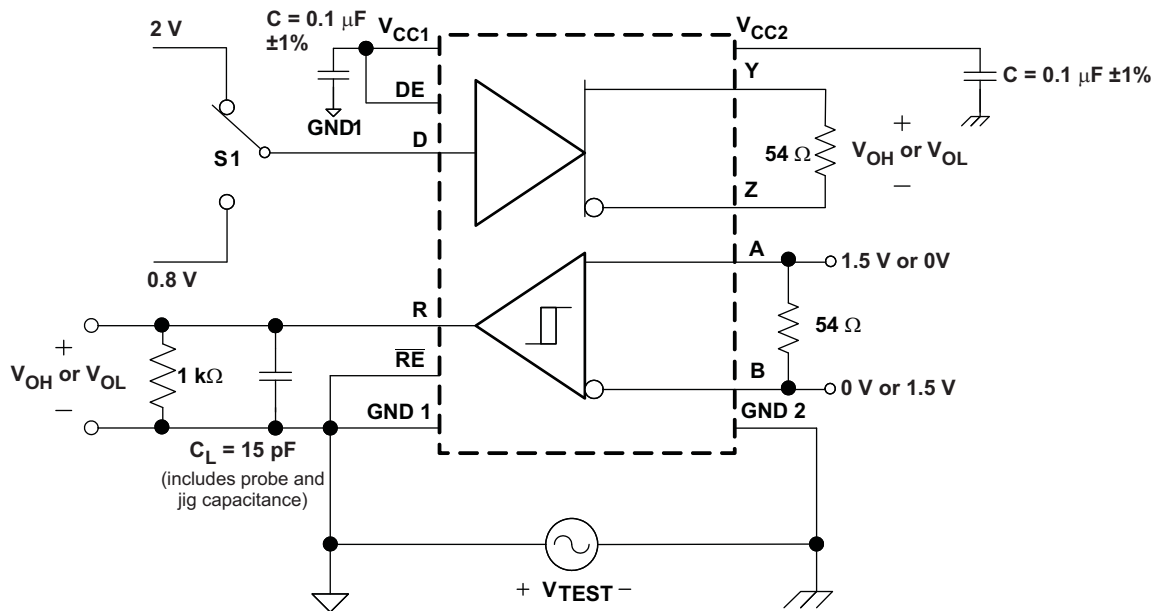 2 V
C = 0.1 μF
±1%
VCC1
VCC2
DE
Y
C = 0.1 μF ±1%
GND1
S1
D
54 Ω
+
VOH or VOL
−
Z
0.8 V
A
1.5 V or 0V
R
54 Ω
+
VOH or VOL
−
1 kΩ
RE
B
0 V or 1.5 V
GND 1
GND 2
CL = 15 pF
(includes probe and
jig capacitance)
+ VTEST −